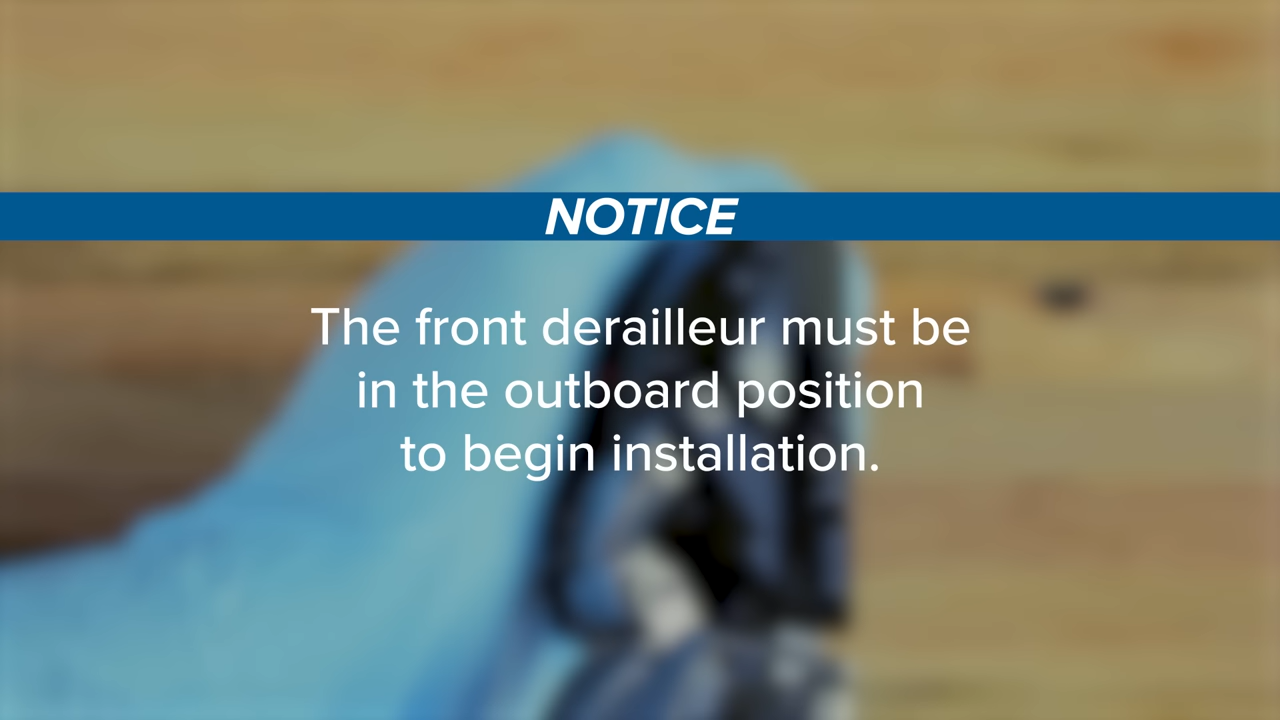 NOTICE
The front derailleur must be
in the outboard position
to begin installation.